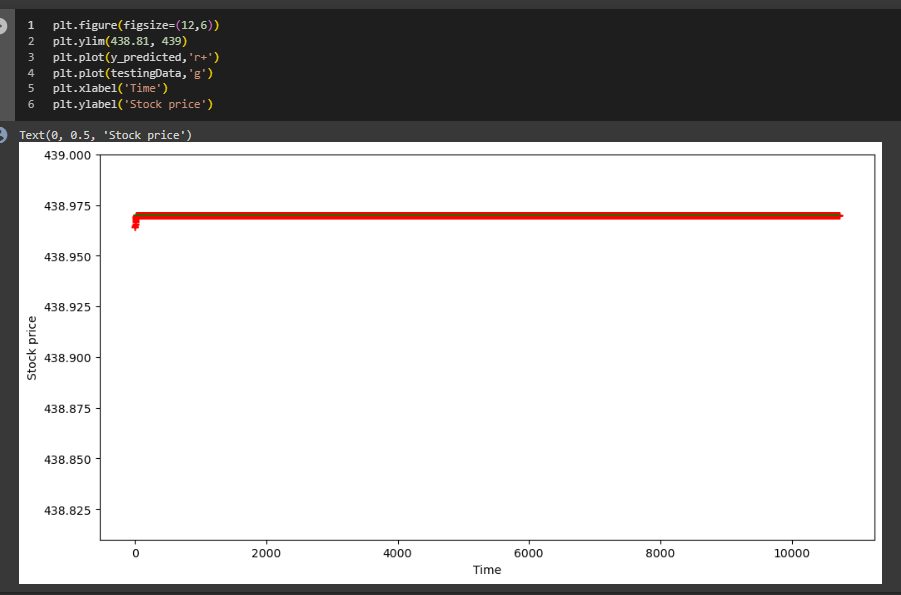 1 plt.figure(figsize=(12,6))
2 plt.ylim(438.81, 439)
3 plt.plot(y_predicted,'r+')
4 plt.plot(testingData,'g')
5 plt.xlabel('Time')
6 plt.ylabel('Stock price')
Text(0, 0.5, 'Stock price')
439.000
438.975
438.950
438.925
438.900
438.875
438.850
438.825
Stock price
0 2000 4000 6000 8000 10000
Time